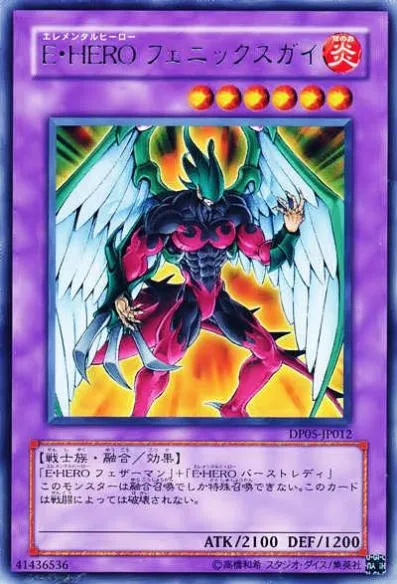 エレメンタルヒーロー
E・HERO フェニックスガイ
炎
DP05-JP012
【戦士族・融合／効果】
「E・HERO フェザーマン」＋「E・HERO バーストレディ」
このモンスターは融合召喚でしか特殊召喚できない。このカード
は戦闘によっては破壊されない。
ATK/2100 DEF/1200
41436536
©高橋和希 スタジオ・ダイス/集英社